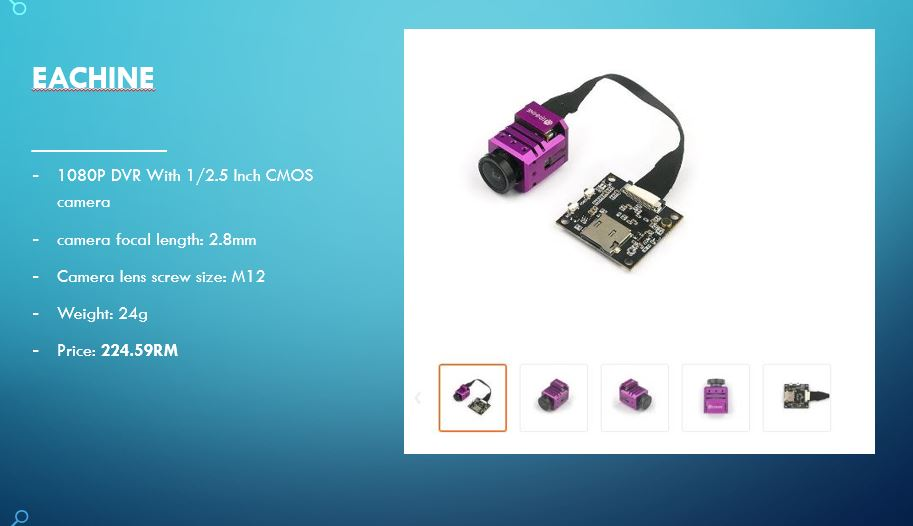 EACHINE
- 1080P DVR With 1/2.5 Inch CMOS
camera
- camera focal length: 2.8mm
- Camera lens screw size: M12
- Weight: 24g
- Price: 224.59RM